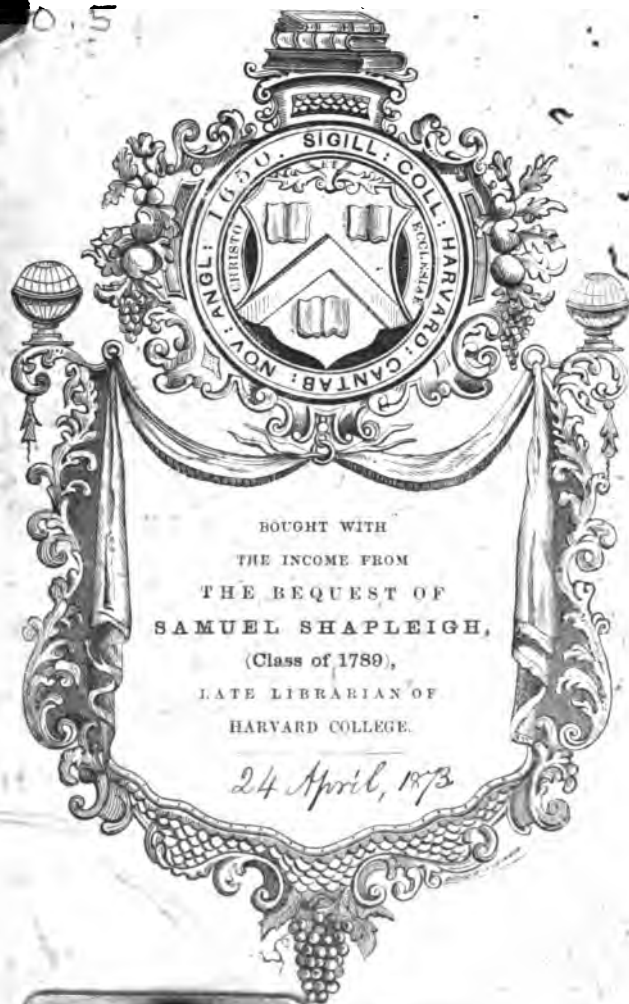 O.5
SIGILL: COLL: HARVARD: CANTAB: NOV: ANGL: 1650.
ET
CHRISTO
ECCLESIAE
BOUGHT WITH
THE INCOME FROM
THE BEQUEST OF
SAMUEL SHAPLEIGH,
(Class of 1789),
LATE LIBRARIAN OF
HARVARD COLLEGE.
24 April, 1873